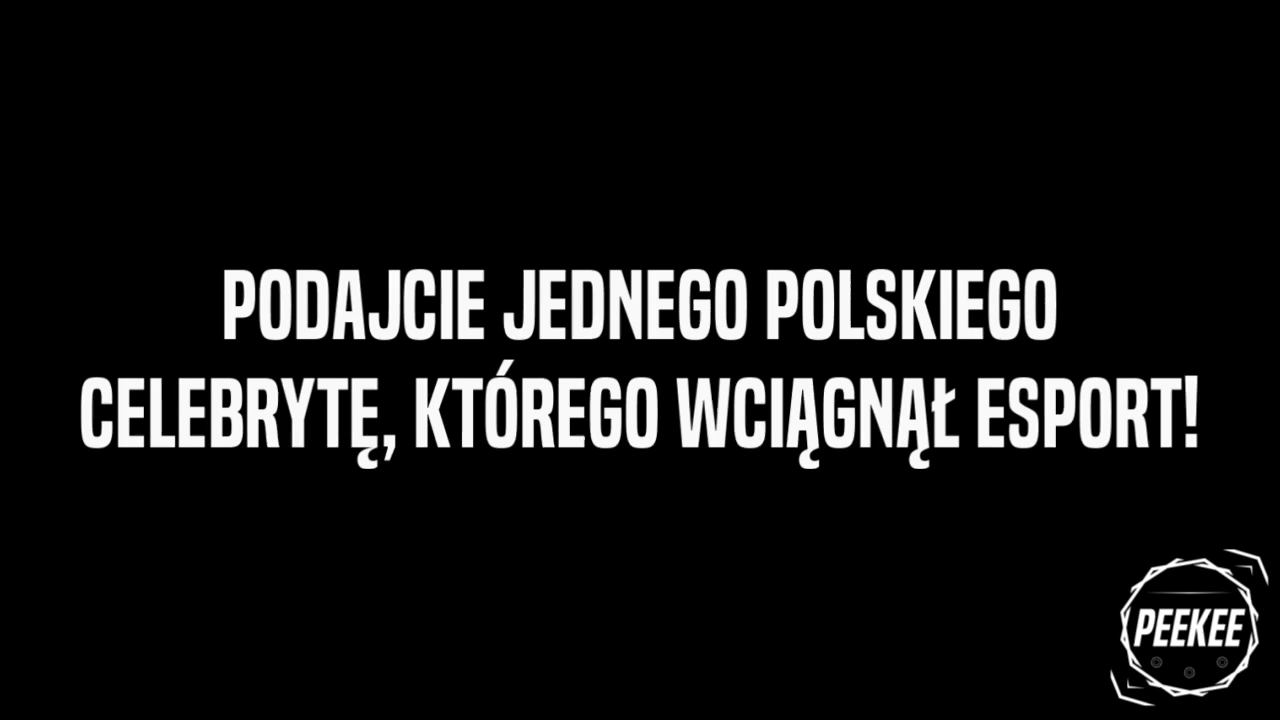 PODAJCIE JEDNEGO POLSKIEGO
CELEBRYTĘ, KTÓREGO WCIĄGNĄŁ ESPORT!
PEEKEE